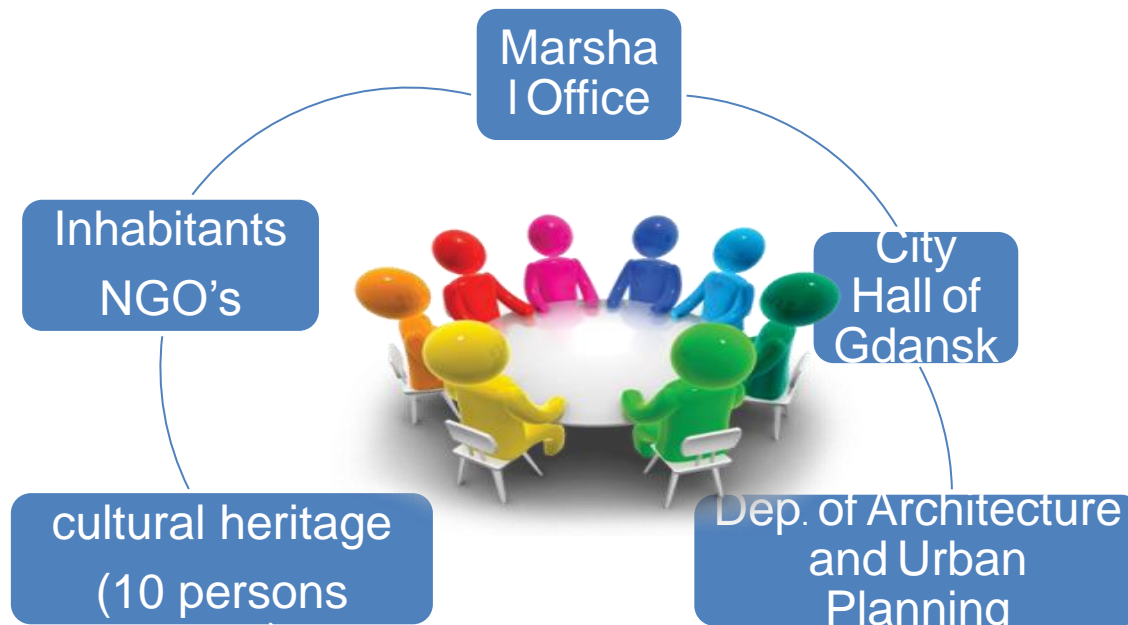 Marsha
l Office
Inhabitants
NGO’s
City
Hall of
Gdansk
cultural heritage
(10 persons
Dep. of Architecture
and Urban
Planning